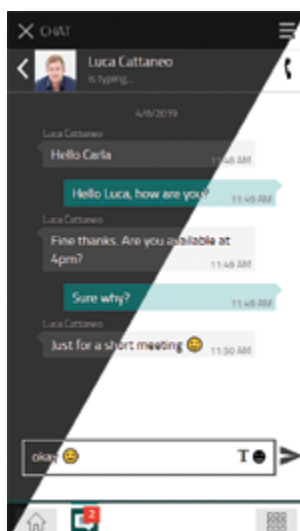 CHAT
Luca Cattaneo
is typing...
4/9/2019
Luca Cattaneo
Hello Carla
11:48 AM
Hello Luca, how are you?
11:49 AM
Luca Cattaneo
Fine thanks. Are you available at
4pm?
11:49 AM
Sure why?
11:49 AM
Luca Cattaneo
Just for a short meeting
11:50 AM
okay
T
2